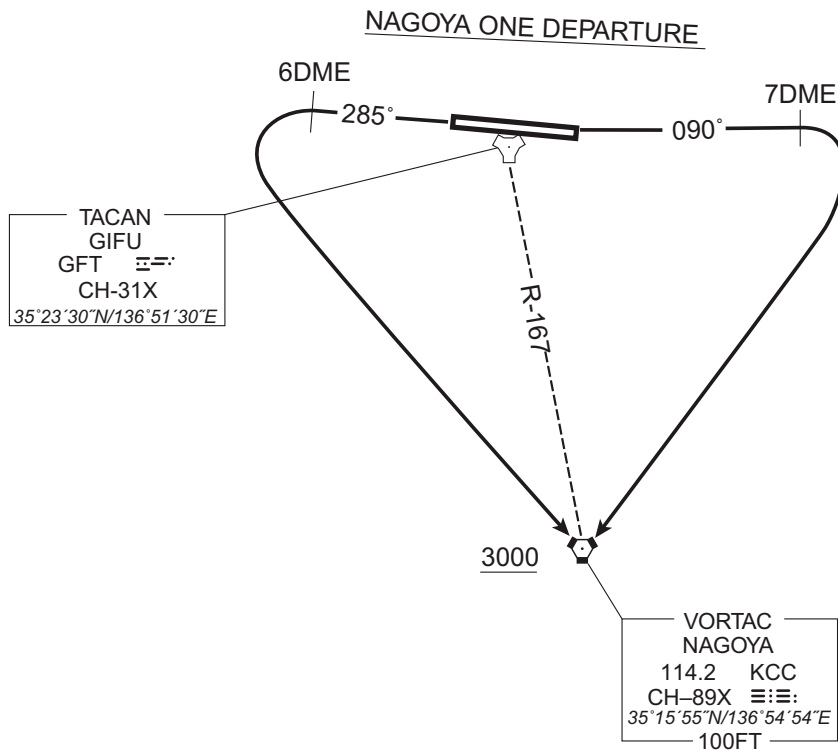 NAGOYA ONE DEPARTURE
6DME
7DME
285°
090°
TACAN
GIFU
GFT
CH-31X
35°23´30˝N/136°51´30˝E
R-167
3000
VORTAC
NAGOYA
114.2 KCC
CH–89X
35°15´55˝N/136°54´54˝E
100FT